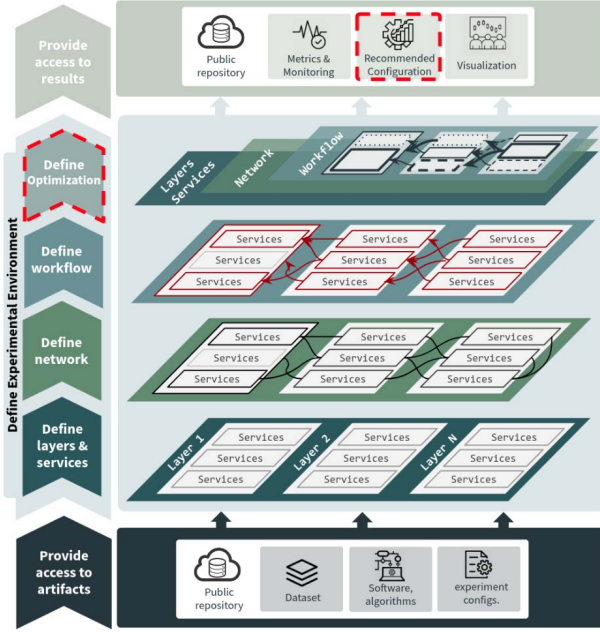 Provide
access to
results
Public
repository
Metrics &
Monitoring
Recommended
Configuration
Visualization
Define Experimental Environment
Define
Optimization
Layers
Services
Network
Workflow
Define
workflow
Services
Services
Services
Services
Services
Services
Services
Services
Services
Define
network
Services
Services
Services
Services
Services
Services
Services
Services
Services
Define
layers &
services
Layer 1
Services
Services
Services
Layer 2
Services
Services
Services
Layer N
Services
Services
Services
Provide
access to
artifacts
Public
repository
Dataset
Software,
algorithms
experiment
configs.